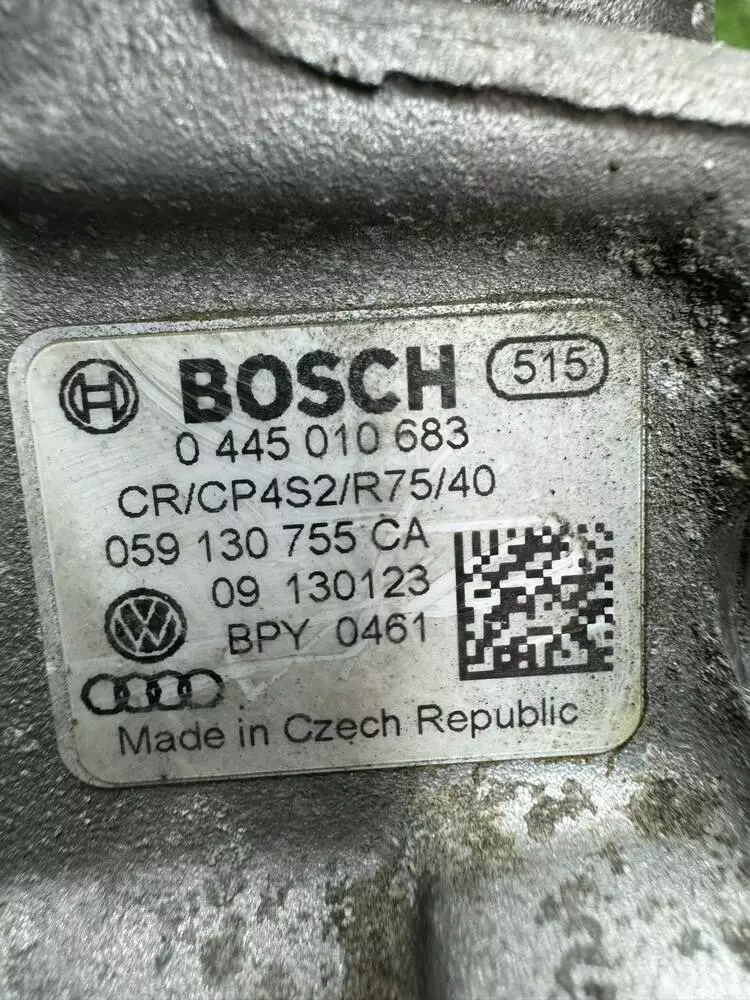 BOSCH 515
0 445 010 683
CR/CP4S2/R75/40
059 130 755 CA
09 130123
BPY 0461
Made in Czech Republic